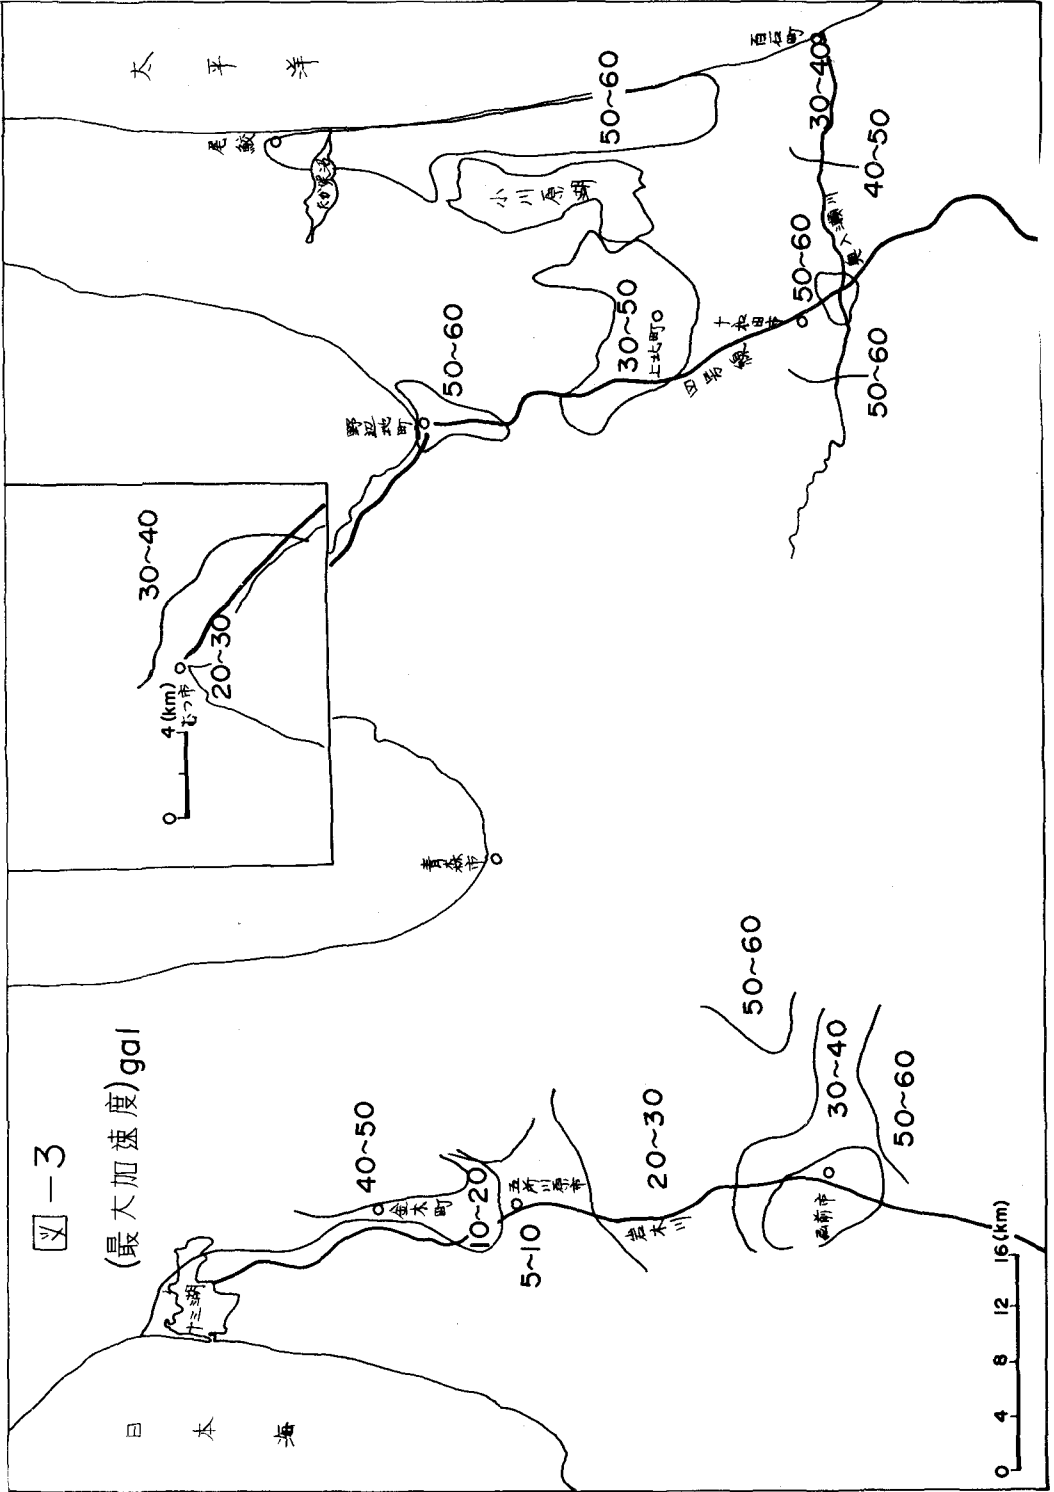 図-3
(最大加速度)gal
日本海
太平洋
十三湖
金木町
40~50
10~20
五所川原市
5~10
岩木川
20~30
50~60
30~40
弘前市
50~60
0 4 8 12 16(km)
青森市
30~40
20~30
むつ市
0 4(km)
野辺地町
50~60
尾鮫
50~60
小川原湖
30~50
上北町
四号線
十和田市
50~60
奥入瀬川
50~60
40~50
30~40
百石町